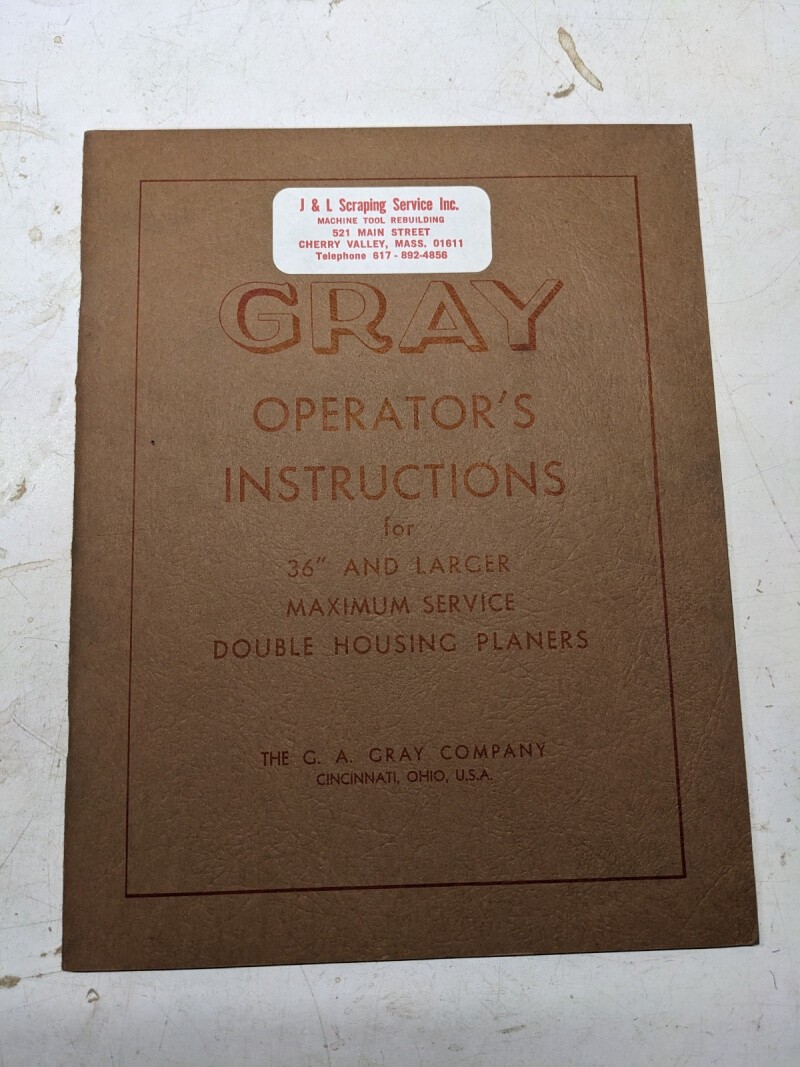 J & L Scraping Service Inc.
MACHINE TOOL REBUILDING
521 MAIN STREET
CHERRY VALLEY, MASS. 01611
Telephone 617 - 892-4856
GRAY
OPERATOR'S
INSTRUCTIONS
for
36" AND LARGER
MAXIMUM SERVICE
DOUBLE HOUSING PLANERS
THE G. A. GRAY COMPANY
CINCINNATI, OHIO, U.S.A.